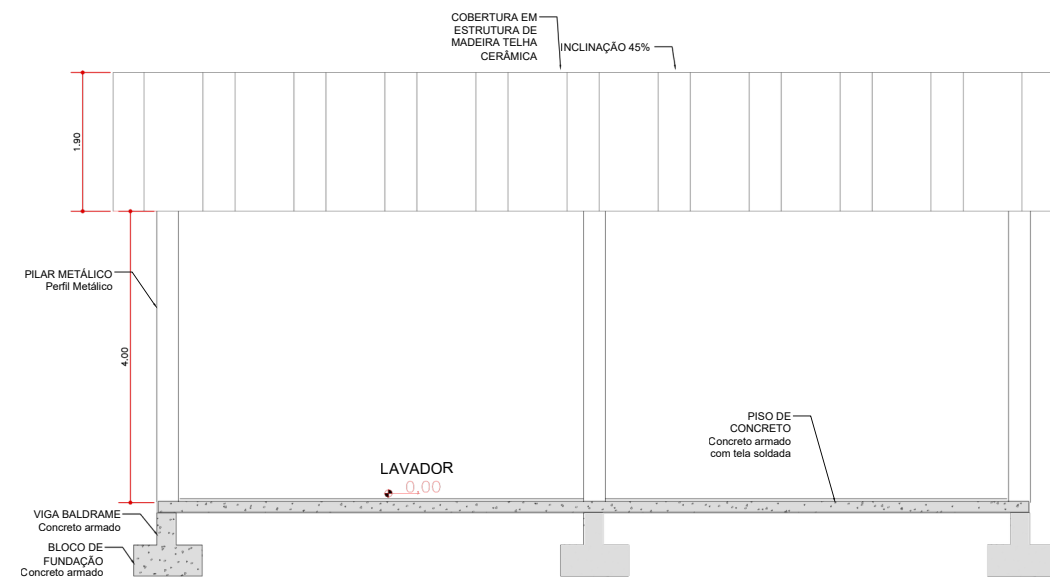 COBERTURA EM
ESTRUTURA DE
MADEIRA TELHA
CERÂMICA
INCLINAÇÃO 45%
1.90
PILAR METÁLICO
Perfil Metálico
4.00
PISO DE
CONCRETO
Concreto armado
com tela soldada
LAVADOR
0,00
VIGA BALDRAME
Concreto armado
BLOCO DE
FUNDAÇÃO
Concreto armado